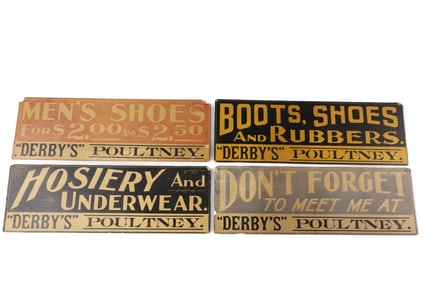 MEN'S SHOES
FOR $2.00 AND $2.50
"DERBY'S" POULTNEY.
BOOTS, SHOES
AND RUBBERS.
"DERBY'S" POULTNEY.
HOSIERY And
UNDERWEAR.
"DERBY'S" POULTNEY.
DON'T FORGET
TO MEET ME AT
"DERBY'S" POULTNEY.